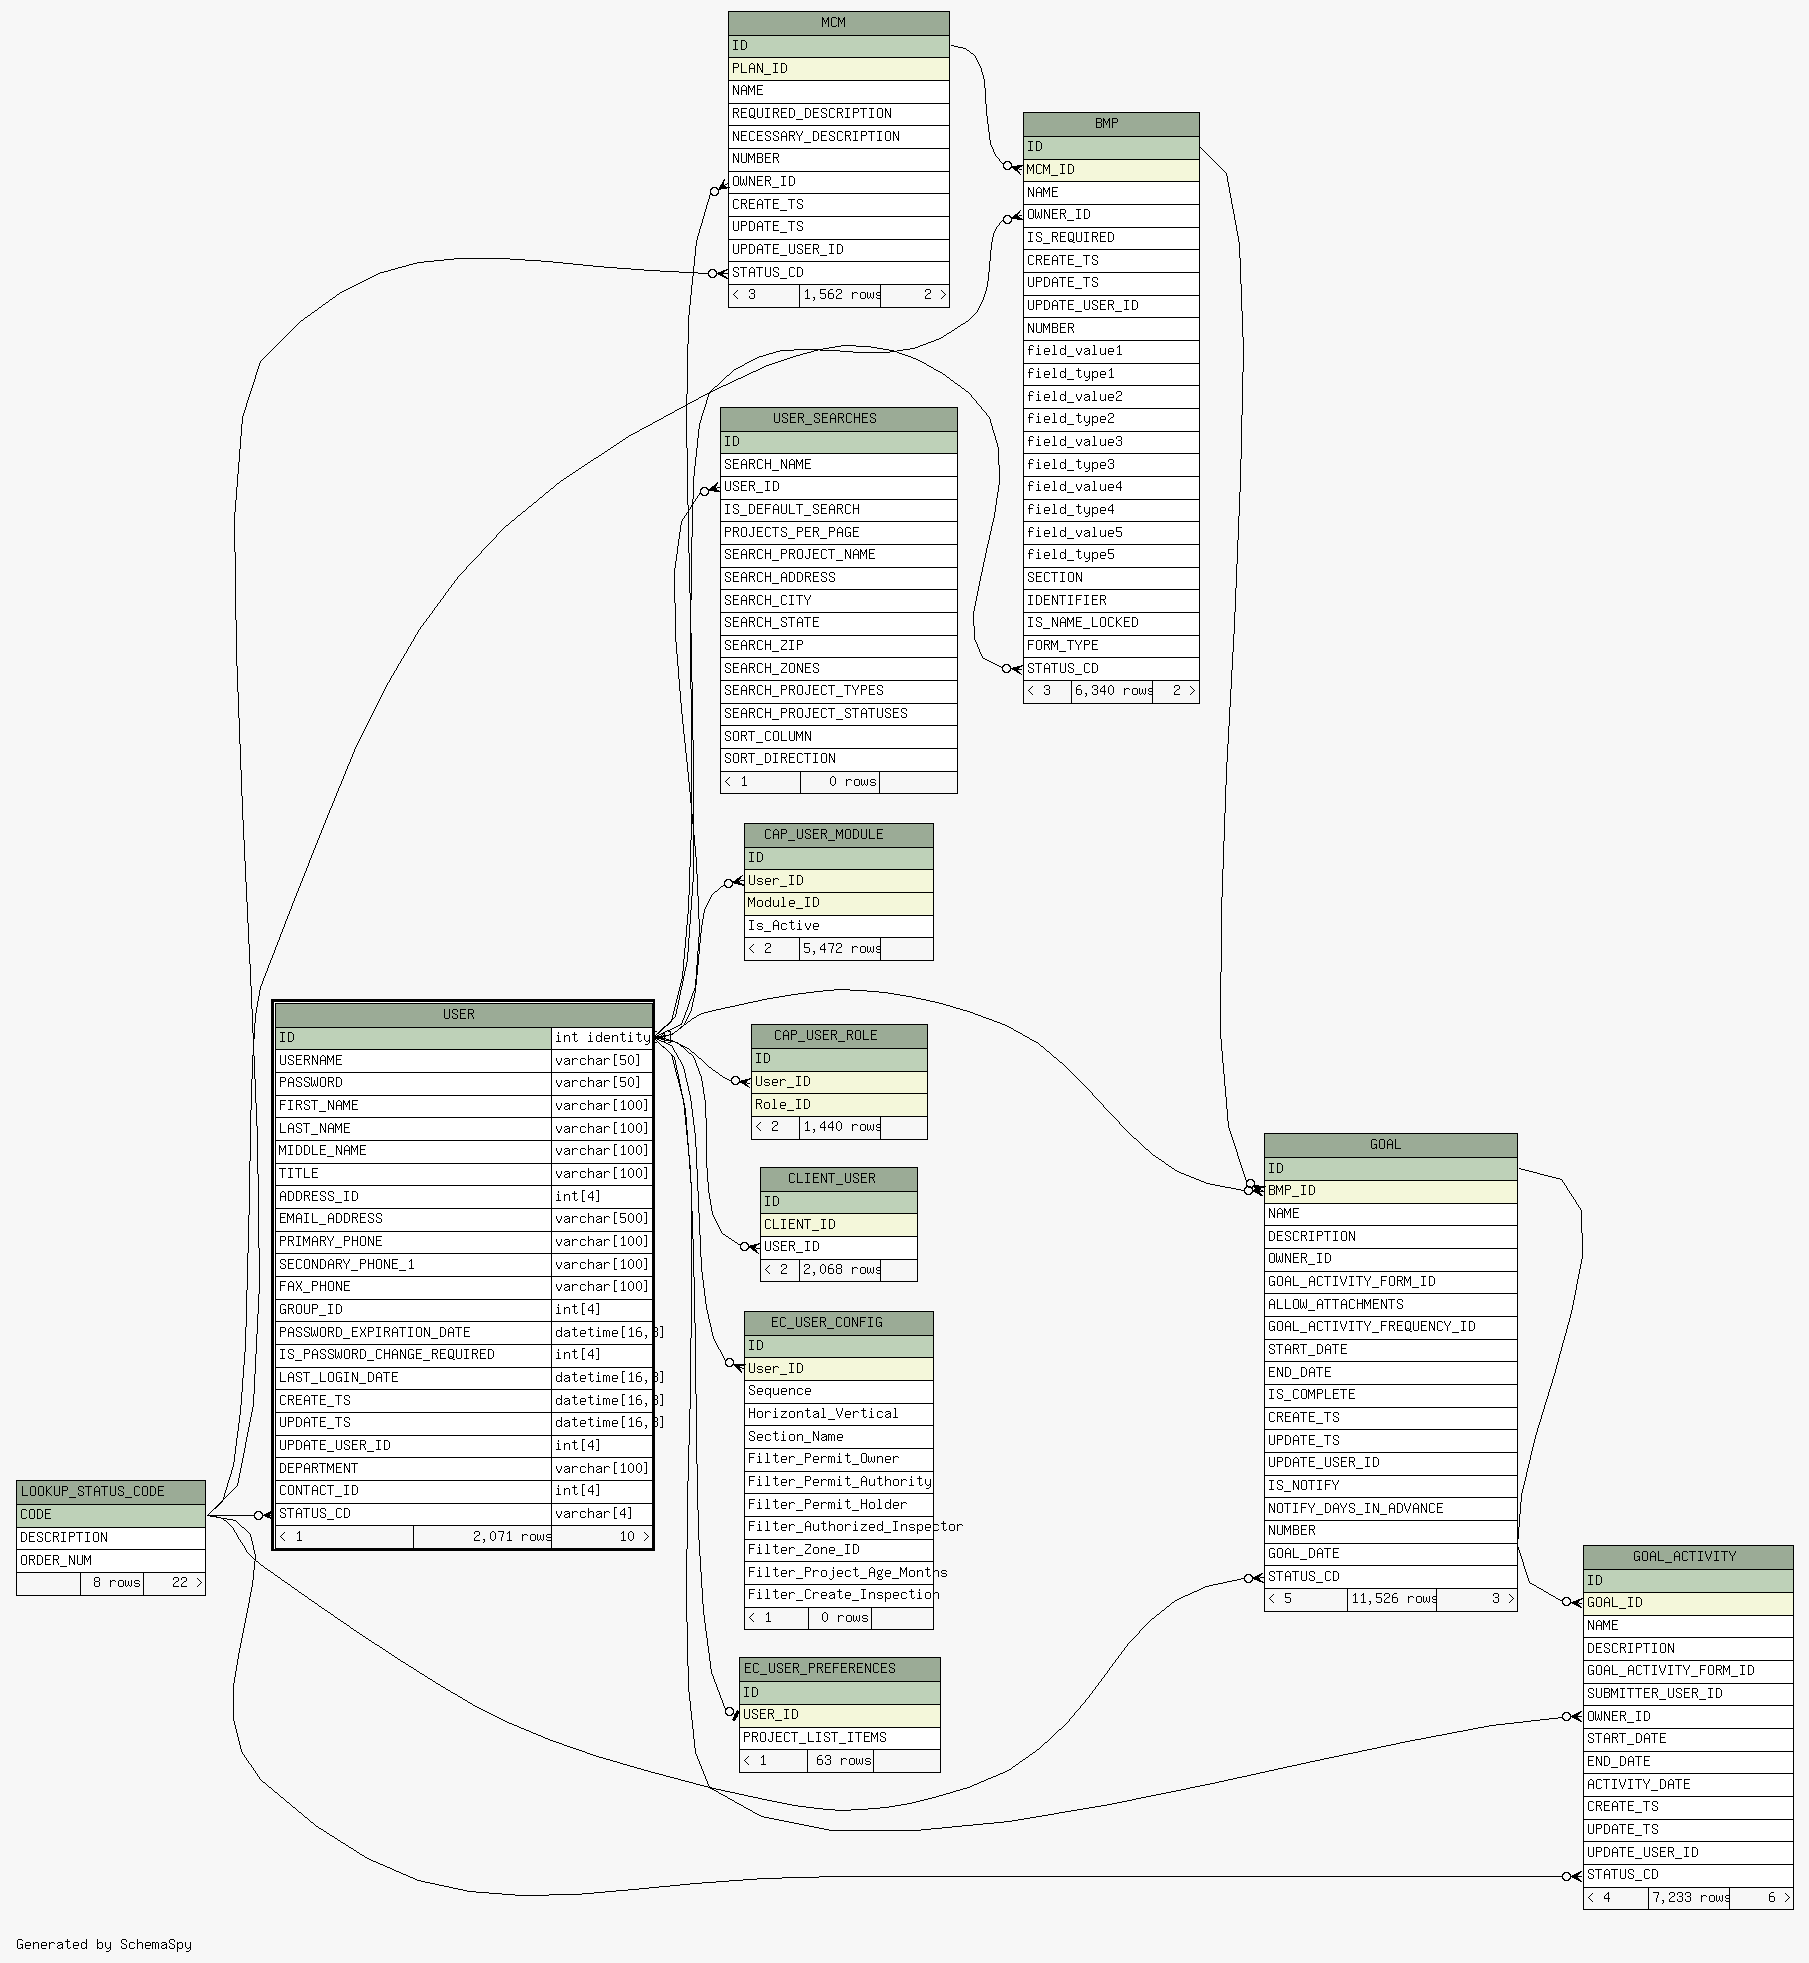 MCM
ID
PLAN_ID
NAME
REQUIRED_DESCRIPTION
NECESSARY_DESCRIPTION
NUMBER
OWNER_ID
CREATE_TS
UPDATE_TS
UPDATE_USER_ID
STATUS_CD
< 3 1,562 rows 2 >
BMP
ID
MCM_ID
NAME
OWNER_ID
IS_REQUIRED
CREATE_TS
UPDATE_TS
UPDATE_USER_ID
NUMBER
field_value1
field_type1
field_value2
field_type2
field_value3
field_type3
field_value4
field_type4
field_value5
field_type5
SECTION
IDENTIFIER
IS_NAME_LOCKED
FORM_TYPE
STATUS_CD
< 3 6,340 rows 2 >
USER_SEARCHES
ID
SEARCH_NAME
USER_ID
IS_DEFAULT_SEARCH
PROJECTS_PER_PAGE
SEARCH_PROJECT_NAME
SEARCH_ADDRESS
SEARCH_CITY
SEARCH_STATE
SEARCH_ZIP
SEARCH_ZONES
SEARCH_PROJECT_TYPES
SEARCH_PROJECT_STATUSES
SORT_COLUMN
SORT_DIRECTION
< 1 0 rows
CAP_USER_MODULE
ID
User_ID
Module_ID
Is_Active
< 2 5,472 rows
USER
ID int identity
USERNAME varchar[50]
PASSWORD varchar[50]
FIRST_NAME varchar[100]
LAST_NAME varchar[100]
MIDDLE_NAME varchar[100]
TITLE varchar[100]
ADDRESS_ID int[4]
EMAIL_ADDRESS varchar[500]
PRIMARY_PHONE varchar[100]
SECONDARY_PHONE_1 varchar[100]
FAX_PHONE varchar[100]
GROUP_ID int[4]
PASSWORD_EXPIRATION_DATE datetime[16,3]
IS_PASSWORD_CHANGE_REQUIRED int[4]
LAST_LOGIN_DATE datetime[16,3]
CREATE_TS datetime[16,3]
UPDATE_TS datetime[16,3]
UPDATE_USER_ID int[4]
DEPARTMENT varchar[100]
CONTACT_ID int[4]
STATUS_CD varchar[4]
< 1 2,071 rows 10 >
CAP_USER_ROLE
ID
User_ID
Role_ID
< 2 1,440 rows
CLIENT_USER
ID
CLIENT_ID
USER_ID
< 2 2,068 rows
EC_USER_CONFIG
ID
User_ID
Sequence
Horizontal_Vertical
Section_Name
Filter_Permit_Owner
Filter_Permit_Authority
Filter_Permit_Holder
Filter_Authorized_Inspector
Filter_Zone_ID
Filter_Project_Age_Months
Filter_Create_Inspection
< 1 0 rows
EC_USER_PREFERENCES
ID
USER_ID
PROJECT_LIST_ITEMS
< 1 63 rows
LOOKUP_STATUS_CODE
CODE
DESCRIPTION
ORDER_NUM
8 rows 22 >
GOAL
ID
BMP_ID
NAME
DESCRIPTION
OWNER_ID
GOAL_ACTIVITY_FORM_ID
ALLOW_ATTACHMENTS
GOAL_ACTIVITY_FREQUENCY_ID
START_DATE
END_DATE
IS_COMPLETE
CREATE_TS
UPDATE_TS
UPDATE_USER_ID
IS_NOTIFY
NOTIFY_DAYS_IN_ADVANCE
NUMBER
GOAL_DATE
STATUS_CD
< 5 11,526 rows 3 >
GOAL_ACTIVITY
ID
GOAL_ID
NAME
DESCRIPTION
GOAL_ACTIVITY_FORM_ID
SUBMITTER_USER_ID
OWNER_ID
START_DATE
END_DATE
ACTIVITY_DATE
CREATE_TS
UPDATE_TS
UPDATE_USER_ID
STATUS_CD
< 4 7,233 rows 6 >
Generated by SchemaSpy